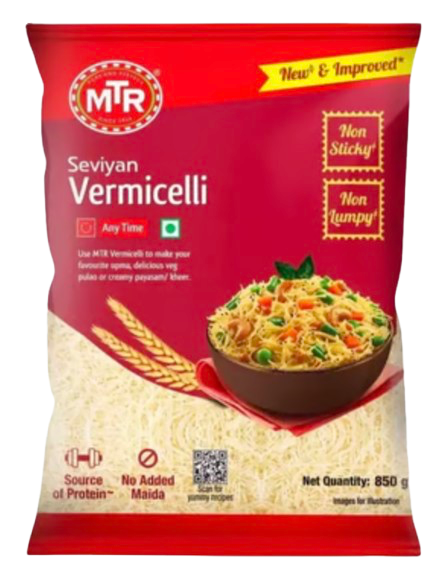 New◊ & Improved*
MTR
SINCE 1924
®
Non
Sticky
Non
Lumpy
Seviyan
Vermicelli
Any Time
Use MTR Vermicelli to make your
favourite upma, delicious veg
pulao or creamy payasam/ kheer.
Source
of Protein~
No Added
Maida
Scan for
yummy recipes
Net Quantity: 850 g
Images for Illustration